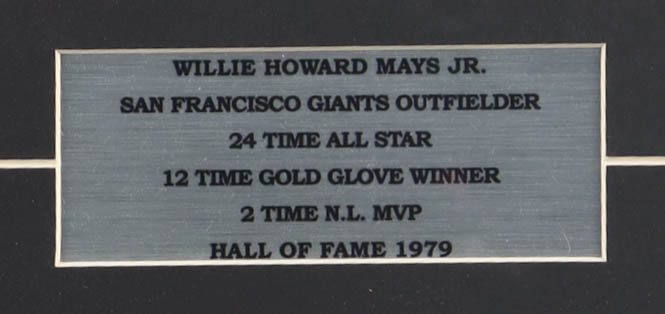 WILLIE HOWARD MAYS JR.
SAN FRANCISCO GIANTS OUTFIELDER
24 TIME ALL STAR
12 TIME GOLD GLOVE WINNER
2 TIME N.L. MVP
HALL OF FAME 1979